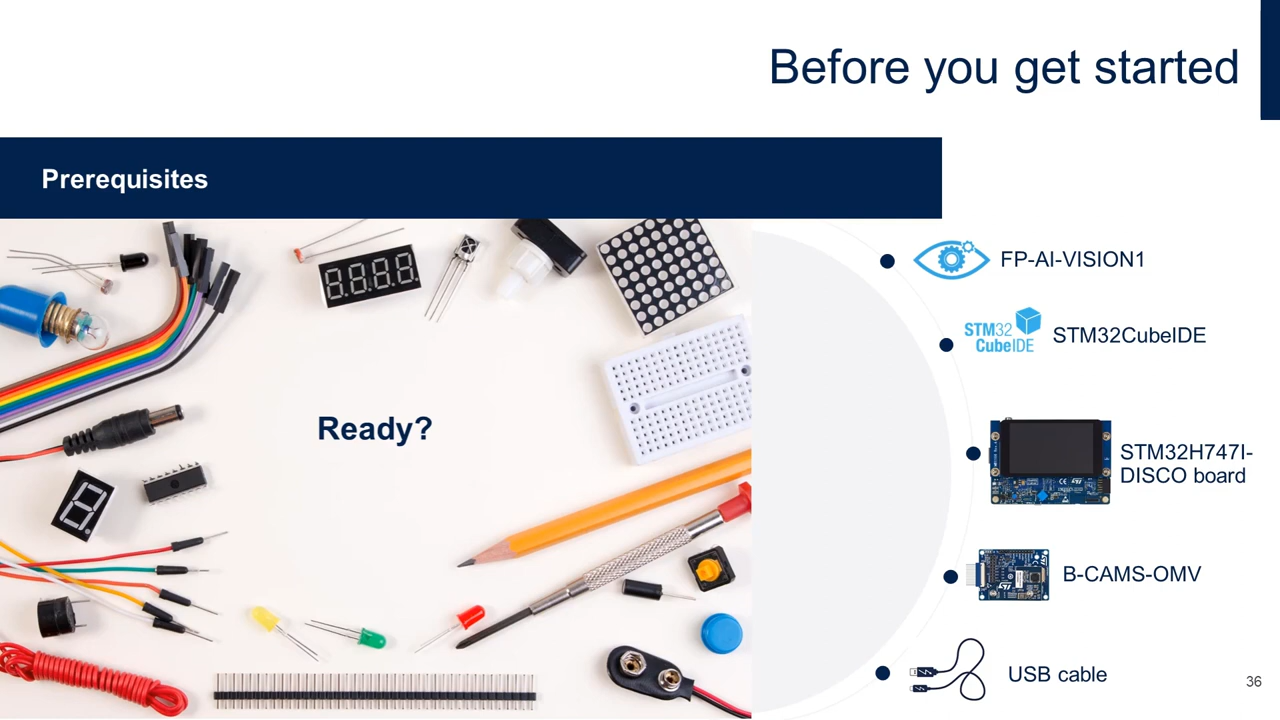 Before you get started
Prerequisites
Ready?
FP-AI-VISION1
STM32
CubeIDE
STM32CubeIDE
STM32H747I-
DISCO board
B-CAMS-OMV
USB cable
36